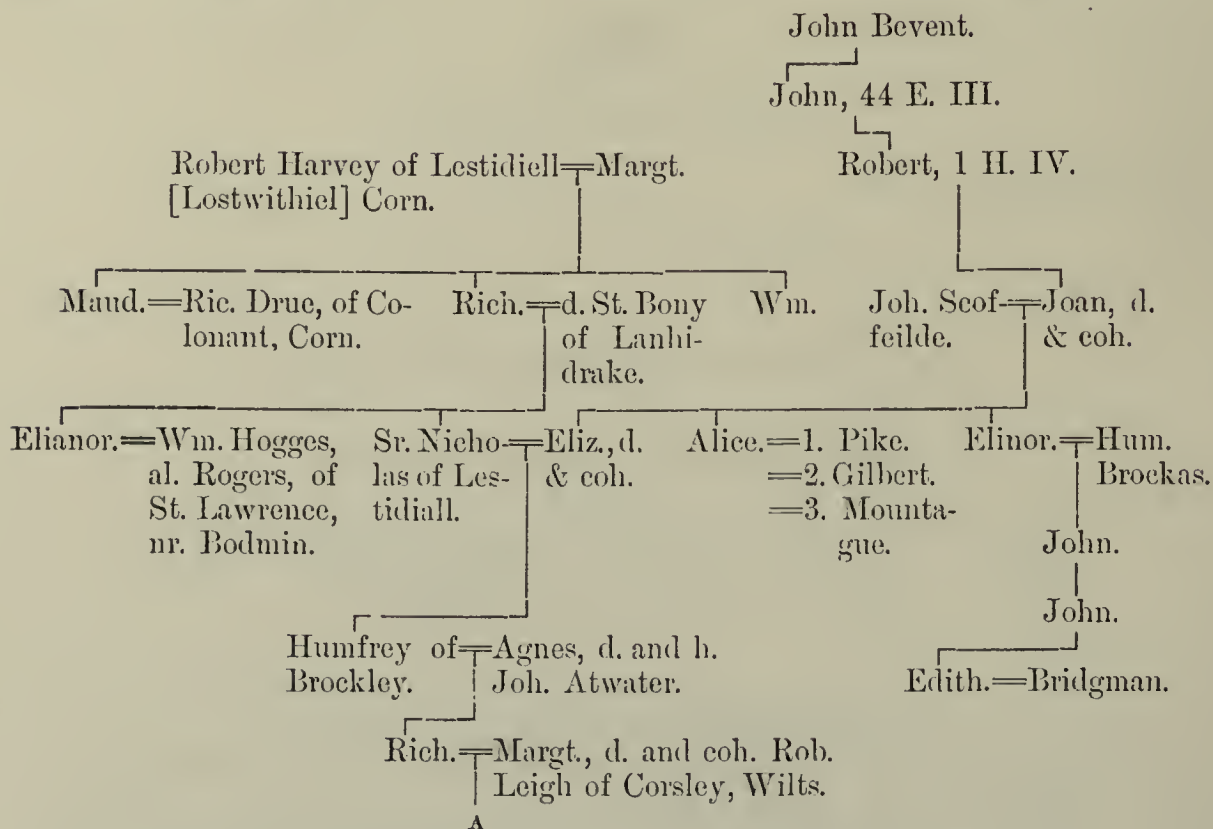 John Bevent.
John, 44 E. III.
Robert Harvey of Lestidiell=Margt. Robert, 1 H. IV.
[Lostwithiel] Corn.
Maud.=Ric. Drue, of Co- Rich.=d. St. Bony Wm. Joh. Scof-=Joan, d.
lonant, Corn. of Lanhi- feilde. & coh.
drake.
Elianor.=Wm. Hogges, Sr. Nicho-=Eliz., d. Alice.=1. Pike. Elinor.=Hum.
al. Rogers, of las of Les- & coh. =2. Gilbert. Brockas.
St. Lawrence, tidiall. =3. Mounta-
nr. Bodmin. gue. John.
John.
Humfrey of=Agnes, d. and h.
Brockley. Joh. Atwater. Edith.=Bridgman.
Rich.=Margt., d. and coh. Rob.
Leigh of Corsley, Wilts.
A